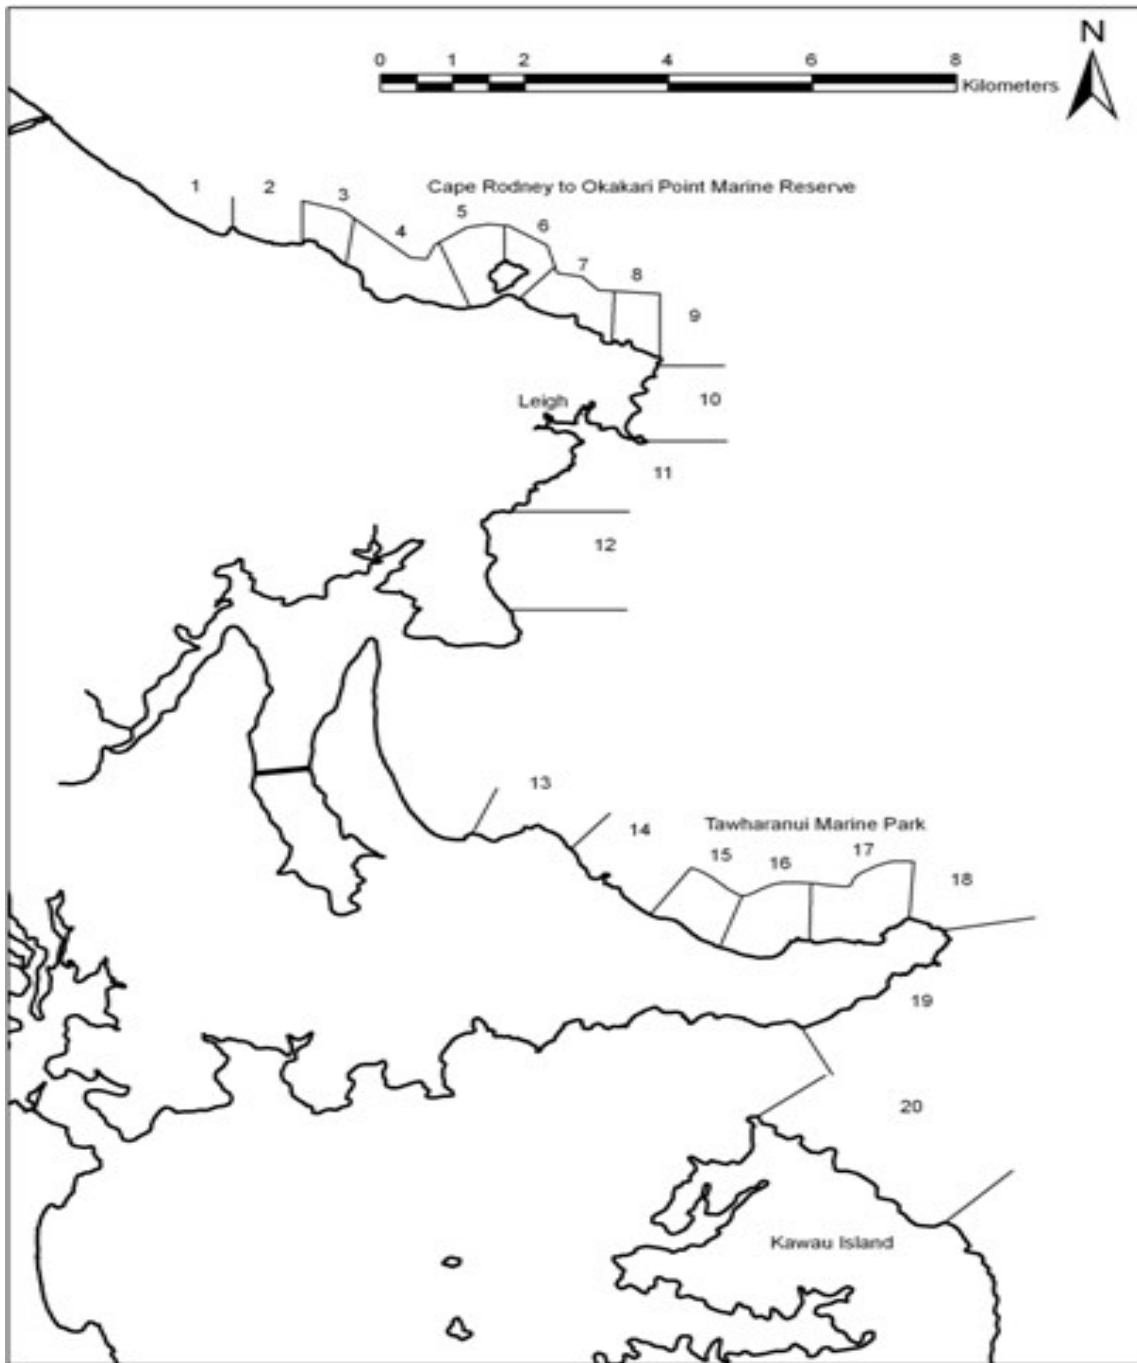 N
0 1 2 4 6 8
Kilometers
1 2 3 4 5 6 7 8 9
Cape Rodney to Okakari Point Marine Reserve
Leigh
10
11
12
13
14
Tawharanui Marine Park
15 16 17 18
19
20
Kawau Island